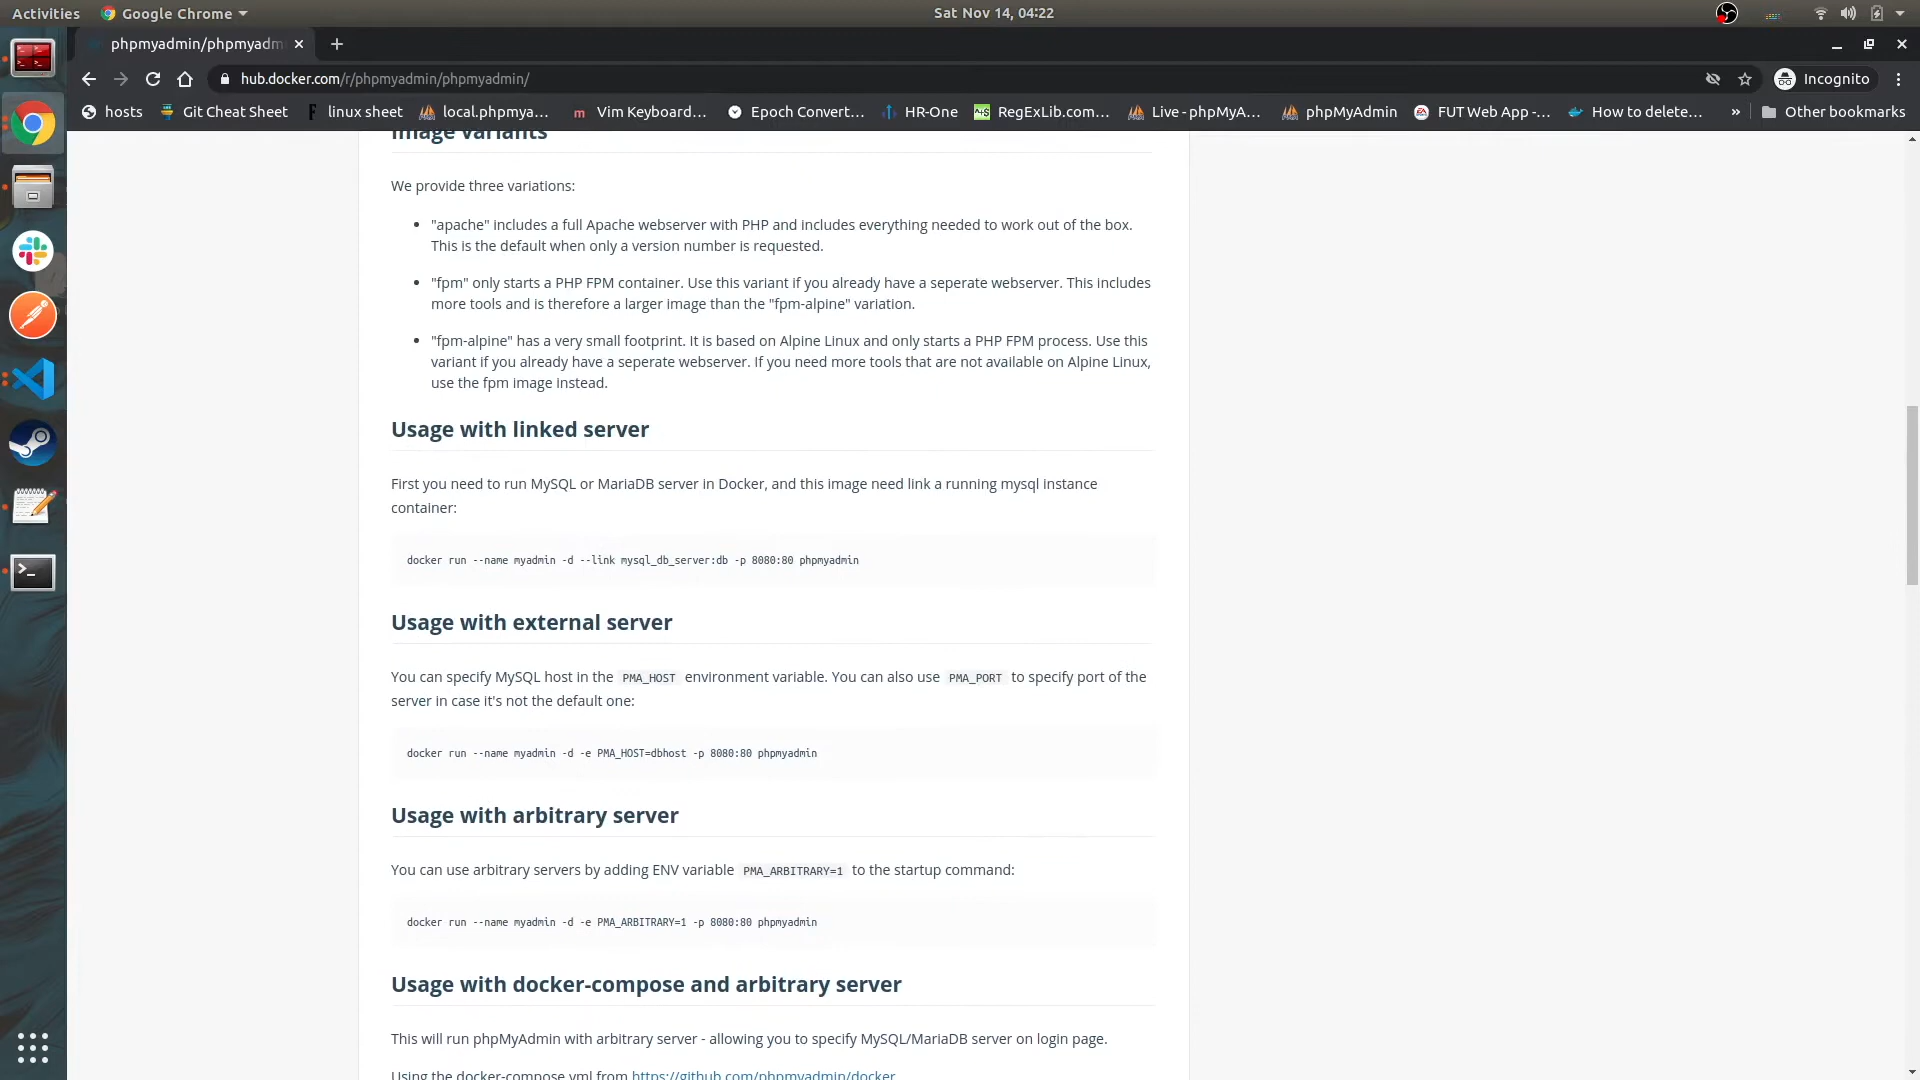 Activities
Google Chrome
Sat Nov 14, 04:22
phpmyadmin/phpmyadm
hub.docker.com/r/phpmyadmin/phpmyadmin/
Incognito
hosts
Git Cheat Sheet
linux sheet
local.phpmya...
Vim Keyboard...
Epoch Convert...
HR-One
RegExLib.com...
Live - phpMyA...
phpMyAdmin
FUT Web App -...
How to delete...
»
Other bookmarks
Image variants
We provide three variations:
"apache" includes a full Apache webserver with PHP and includes everything needed to work out of the box.
This is the default when only a version number is requested.
"fpm" only starts a PHP FPM container. Use this variant if you already have a seperate webserver. This includes
more tools and is therefore a larger image than the "fpm-alpine" variation.
"fpm-alpine" has a very small footprint. It is based on Alpine Linux and only starts a PHP FPM process. Use this
variant if you already have a seperate webserver. If you need more tools that are not available on Alpine Linux,
use the fpm image instead.
Usage with linked server
First you need to run MySQL or MariaDB server in Docker, and this image need link a running mysql instance
container:
docker run --name myadmin -d --link mysql_db_server:db -p 8080:80 phpmyadmin
Usage with external server
You can specify MySQL host in the PMA_HOST environment variable. You can also use PMA_PORT to specify port of the
server in case it's not the default one:
docker run --name myadmin -d -e PMA_HOST=dbhost -p 8080:80 phpmyadmin
Usage with arbitrary server
You can use arbitrary servers by adding ENV variable PMA_ARBITRARY=1 to the startup command:
docker run --name myadmin -d -e PMA_ARBITRARY=1 -p 8080:80 phpmyadmin
Usage with docker-compose and arbitrary server
This will run phpMyAdmin with arbitrary server - allowing you to specify MySQL/MariaDB server on login page.
Using the docker-compose.yml from https://github.com/phpmyadmin/docker